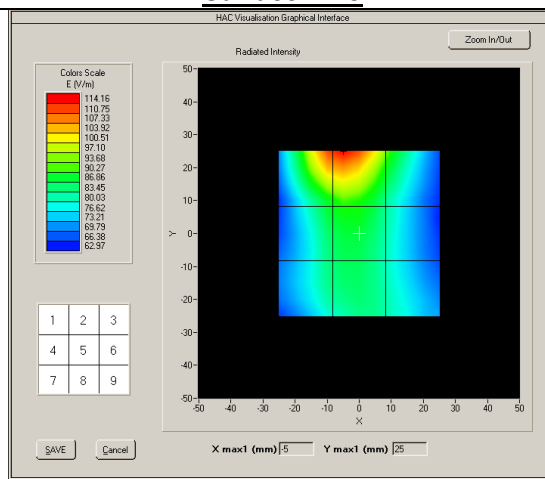 HAC Visualisation Graphical Interface
Zoom In/Out
Radiated Intensity
Colors Scale
E (V/m)
114.16
110.75
107.33
103.92
100.51
97.10
93.68
90.27
86.86
83.45
80.03
76.62
73.21
69.79
66.38
62.97
50
40
30
20
10
0
-10
-20
-30
-40
-50
Y
-50 -40 -30 -20 -10 0 10 20 30 40 50
X
1 2 3
4 5 6
7 8 9
SAVE Cancel X max1 (mm) -5 Y max1 (mm) 25